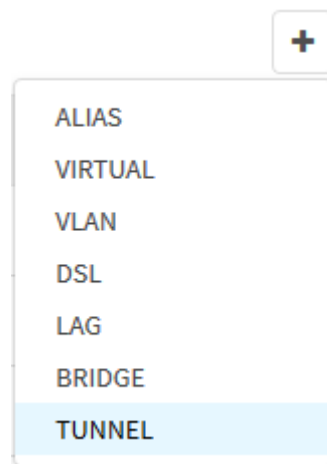 ALIAS
VIRTUAL
VLAN
DSL
LAG
BRIDGE
TUNNEL